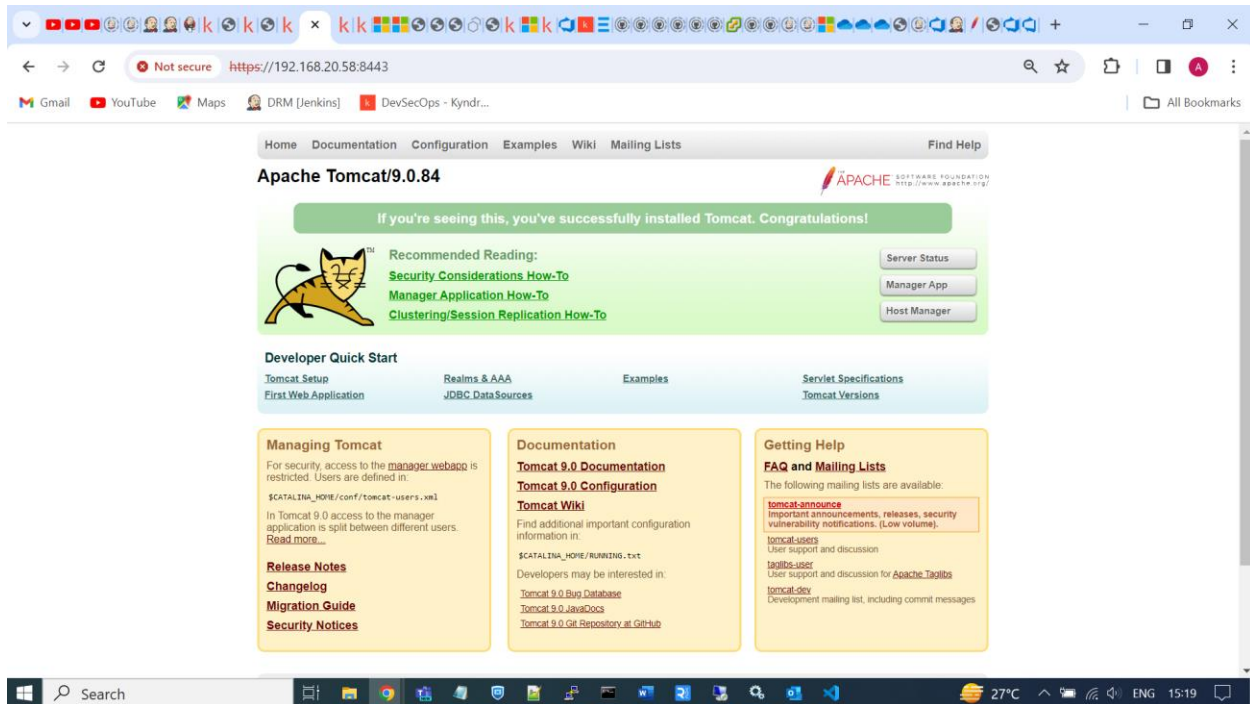 Not secure https://192.168.20.58:8443
A
Gmail YouTube Maps DRM [Jenkins] DevSecOps - Kyndr... All Bookmarks
Home Documentation Configuration Examples Wiki Mailing Lists Find Help
Apache Tomcat/9.0.84
THE APACHE SOFTWARE FOUNDATION
http://www.apache.org/
If you're seeing this, you've successfully installed Tomcat. Congratulations!
TM
Recommended Reading:
Security Considerations How-To
Manager Application How-To
Clustering/Session Replication How-To
Server Status
Manager App
Host Manager
Developer Quick Start
Tomcat Setup
First Web Application
Realms & AAA
JDBC DataSources
Examples
Servlet Specifications
Tomcat Versions
Managing Tomcat
For security, access to the manager webapp is
restricted. Users are defined in:
$CATALINA_HOME/conf/tomcat-users.xml
In Tomcat 9.0 access to the manager
application is split between different users.
Read more...
Release Notes
Changelog
Migration Guide
Security Notices
Documentation
Tomcat 9.0 Documentation
Tomcat 9.0 Configuration
Tomcat Wiki
Find additional important configuration
information in:
$CATALINA_HOME/RUNNING.txt
Developers may be interested in:
Tomcat 9.0 Bug Database
Tomcat 9.0 JavaDocs
Tomcat 9.0 Git Repository at GitHub
Getting Help
FAQ and Mailing Lists
The following mailing lists are available:
tomcat-announce
Important announcements, releases, security
vulnerability notifications. (Low volume).
tomcat-users
User support and discussion
taglibs-user
User support and discussion for Apache Taglibs
tomcat-dev
Development mailing list, including commit messages
Search 27°C ENG 15:19